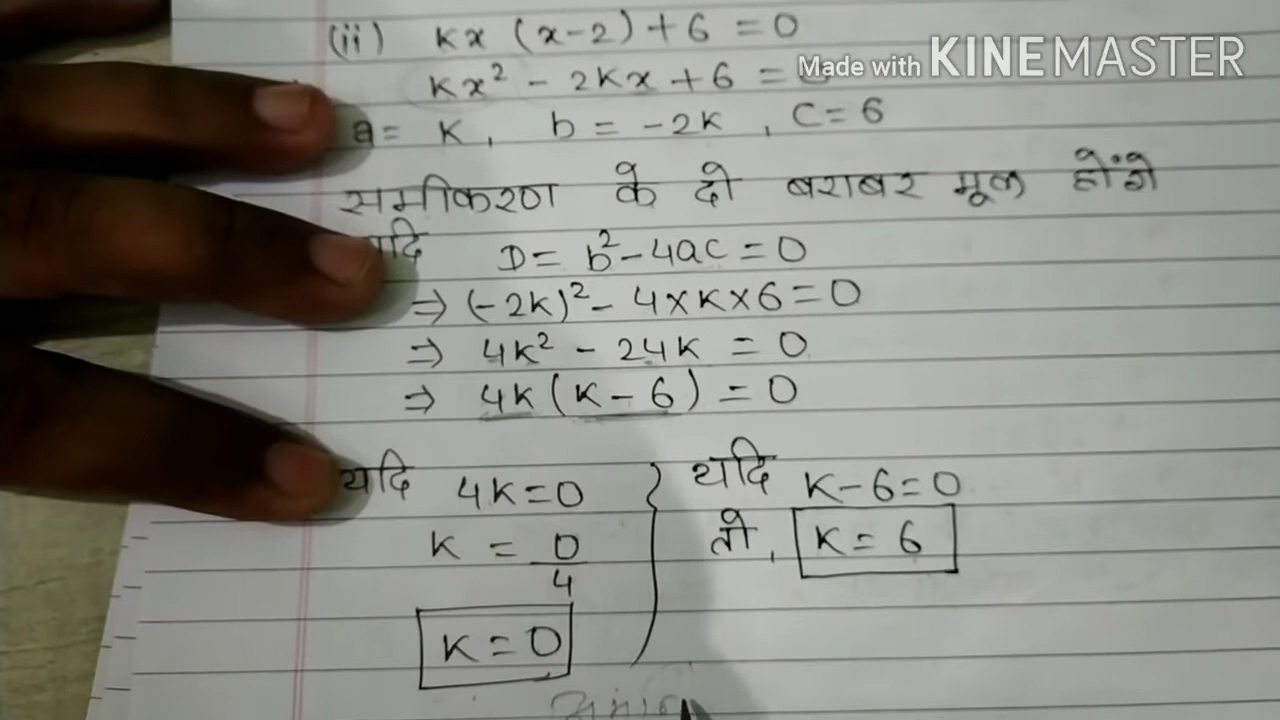 (ii) Kx (x-2) + 6 = 0
Made with KINEMASTER
Kx² - 2Kx + 6 = 0
a = K, b = -2K, C = 6
समीकरण के दो बराबर मूल होंगे
यदि D = b² - 4ac = 0
⇒ (-2K)² - 4×K×6 = 0
⇒ 4K² - 24K = 0
⇒ 4K (K - 6) = 0
यदि 4K = 0
K = 0/4
K = 0
यदि K - 6 = 0
तो, K = 6